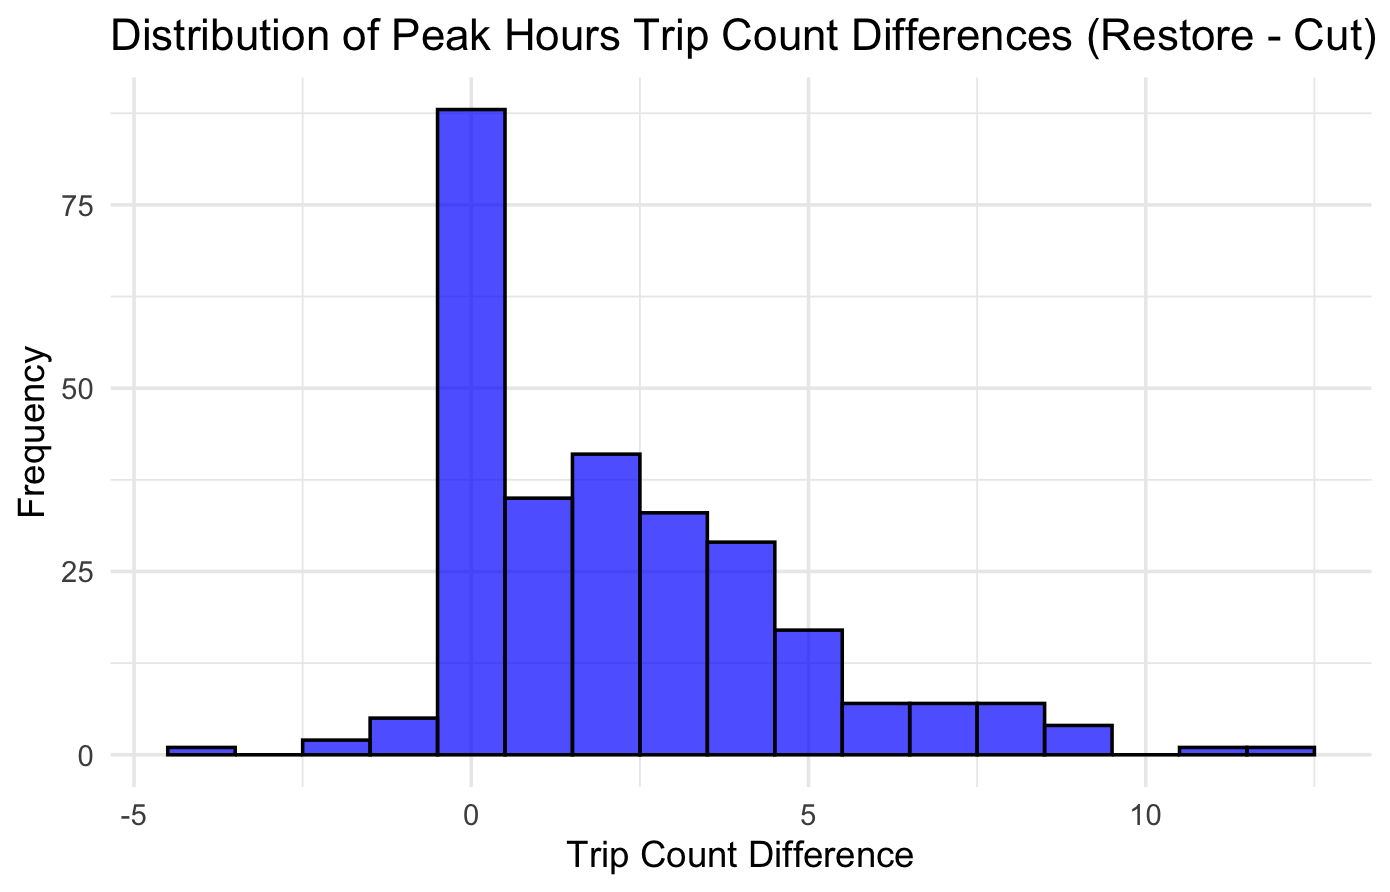 Distribution of Peak Hours Trip Count Differences (Restore - Cut)
Frequency
75
50
25
0
-5 0 5 10
Trip Count Difference